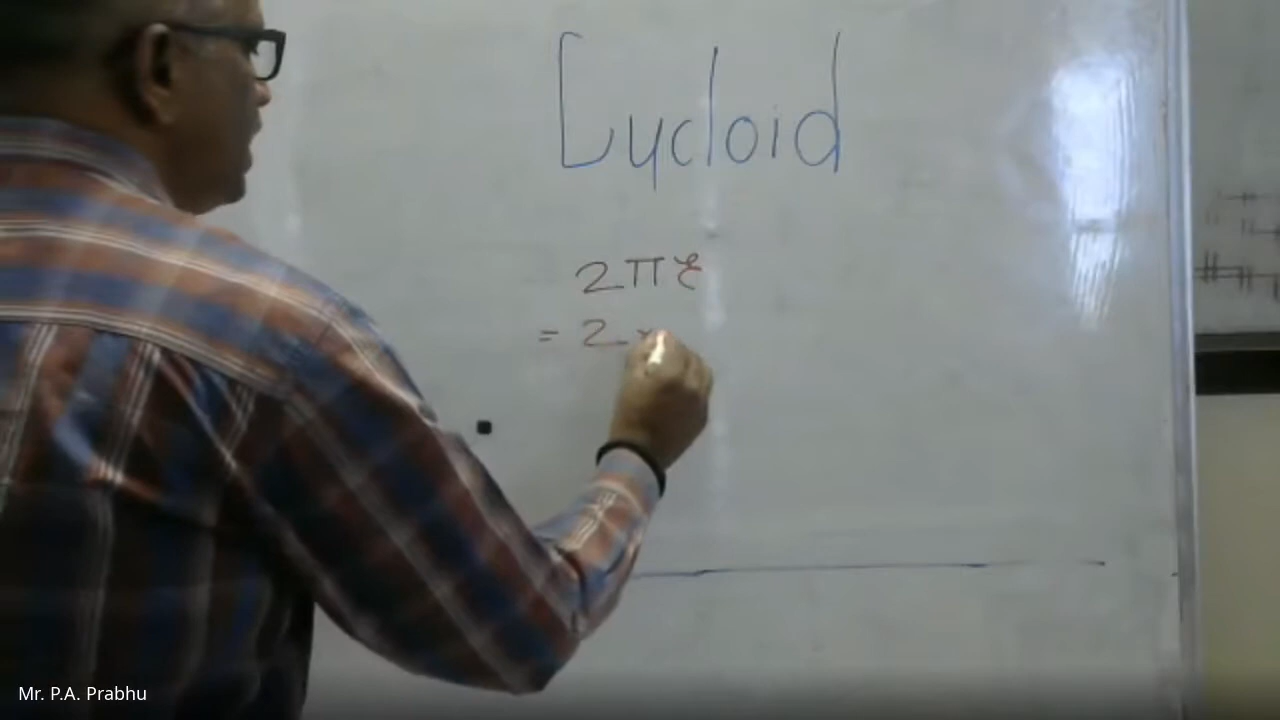 Cycloid
2πr
= 2 ×
Mr. P.A. Prabhu